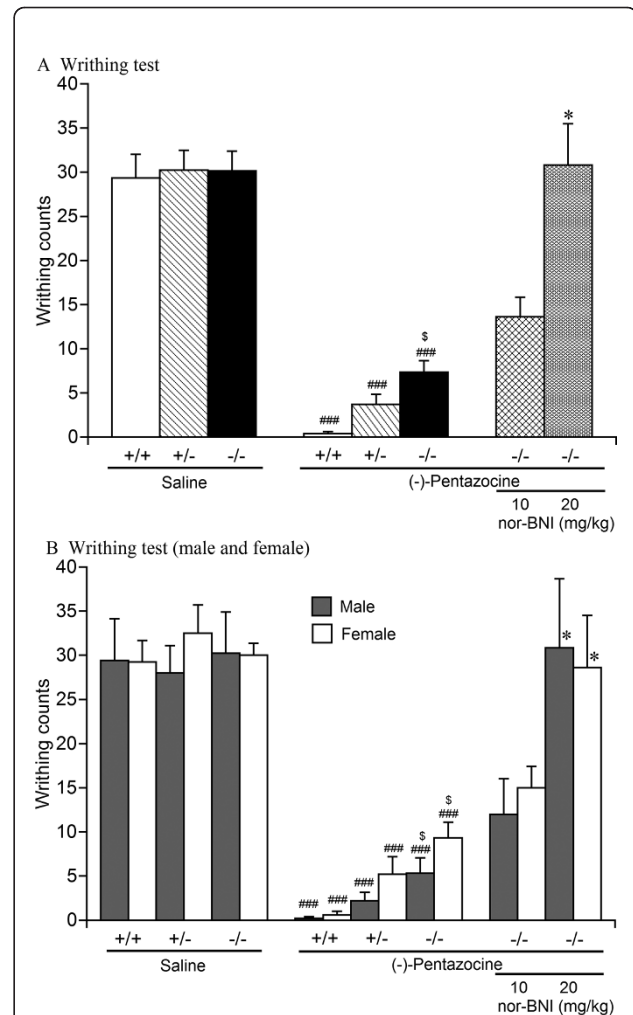 A Writhing test
40
35
30
25
20
15
10
5
0
Writhing counts
*
$
### ### ###
+/+ +/- -/- +/+ +/- -/- -/- -/-
Saline (-)-Pentazocine
10 20
nor-BNI (mg/kg)
B Writhing test (male and female)
40
35
30
25
20
15
10
5
0
Writhing counts
Male
Female
* *
$ $
### ### ### ### ### ###
+/+ +/- -/- +/+ +/- -/- -/- -/-
Saline (-)-Pentazocine
10 20
nor-BNI (mg/kg)